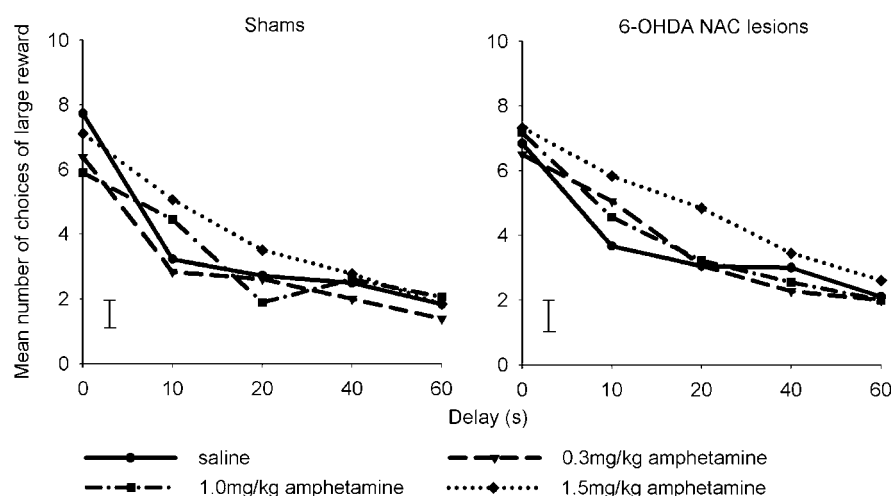 Shams
6-OHDA NAC lesions
Mean number of choices of large reward
10
8
6
4
2
0
0 10 20 40 60
10
8
6
4
2
0
0 10 20 40 60
Delay (s)
saline
0.3mg/kg amphetamine
1.0mg/kg amphetamine
1.5mg/kg amphetamine